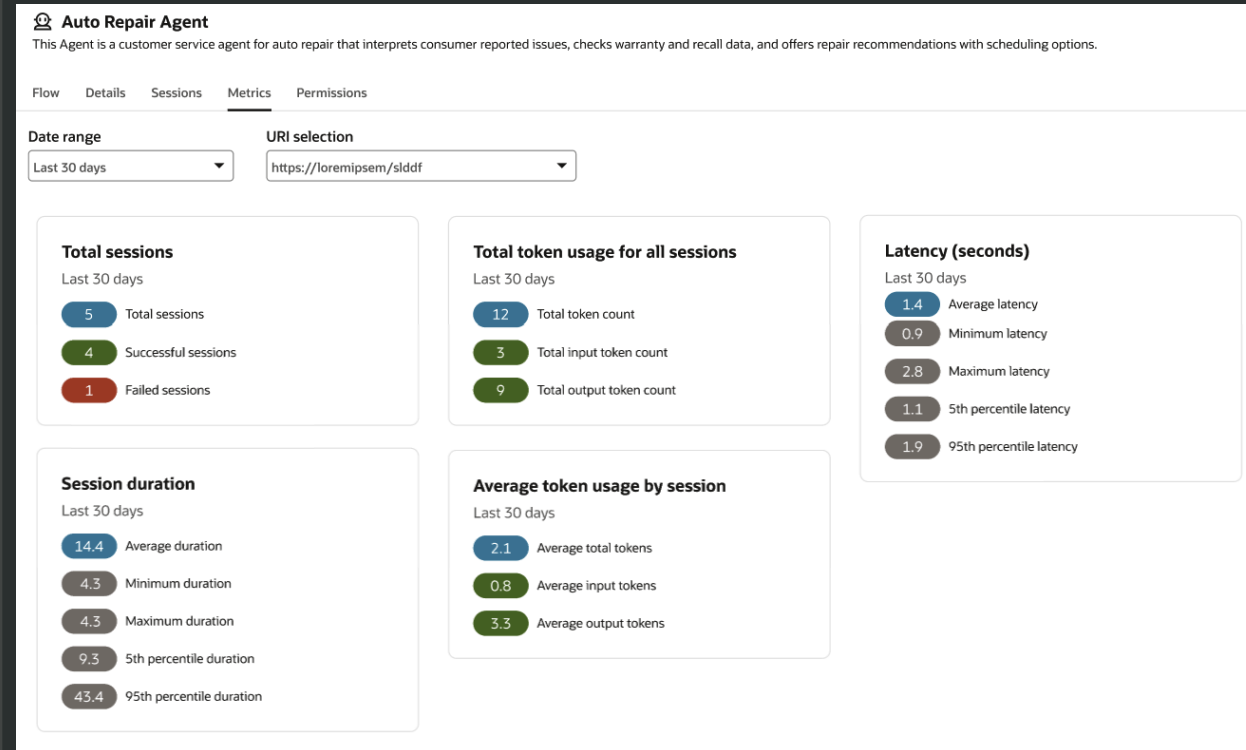 Auto Repair Agent
This Agent is a customer service agent for auto repair that interprets consumer reported issues, checks warranty and recall data, and offers repair recommendations with scheduling options.
Flow Details Sessions Metrics Permissions
Date range
Last 30 days
URI selection
https://loremipsem/slddf
Total sessions
Last 30 days
5 Total sessions
4 Successful sessions
1 Failed sessions
Total token usage for all sessions
Last 30 days
12 Total token count
3 Total input token count
9 Total output token count
Latency (seconds)
Last 30 days
1.4 Average latency
0.9 Minimum latency
2.8 Maximum latency
1.1 5th percentile latency
1.9 95th percentile latency
Session duration
Last 30 days
14.4 Average duration
4.3 Minimum duration
4.3 Maximum duration
9.3 5th percentile duration
43.4 95th percentile duration
Average token usage by session
Last 30 days
2.1 Average total tokens
0.8 Average input tokens
3.3 Average output tokens